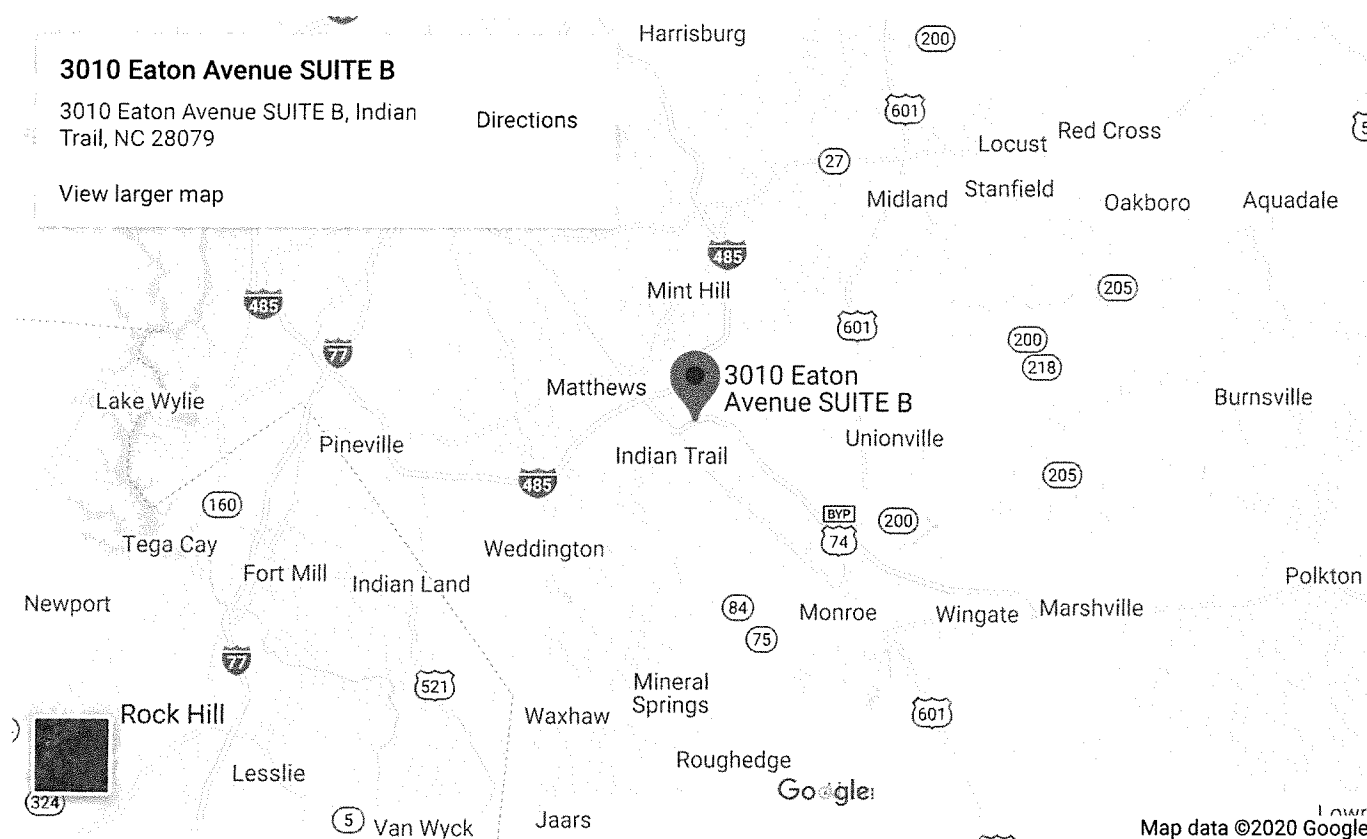 Harrisburg
200
3010 Eaton Avenue SUITE B
3010 Eaton Avenue SUITE B, Indian
Trail, NC 28079
Directions
View larger map
601
27
Locust
Red Cross
Midland
Stanfield
Oakboro
Aquadale
485
Mint Hill
485
205
77
601
200
218
Matthews
3010 Eaton
Avenue SUITE B
Lake Wylie
Burnsville
Pineville
Indian Trail
Unionville
485
205
160
BYP
74
200
Tega Cay
Weddington
Fort Mill
Indian Land
Polkton
Newport
84
Monroe
Wingate
Marshville
75
77
521
Mineral
Springs
Rock Hill
Waxhaw
601
Lesslie
Roughedge
Google
324
5
Van Wyck
Jaars
Map data ©2020 Google